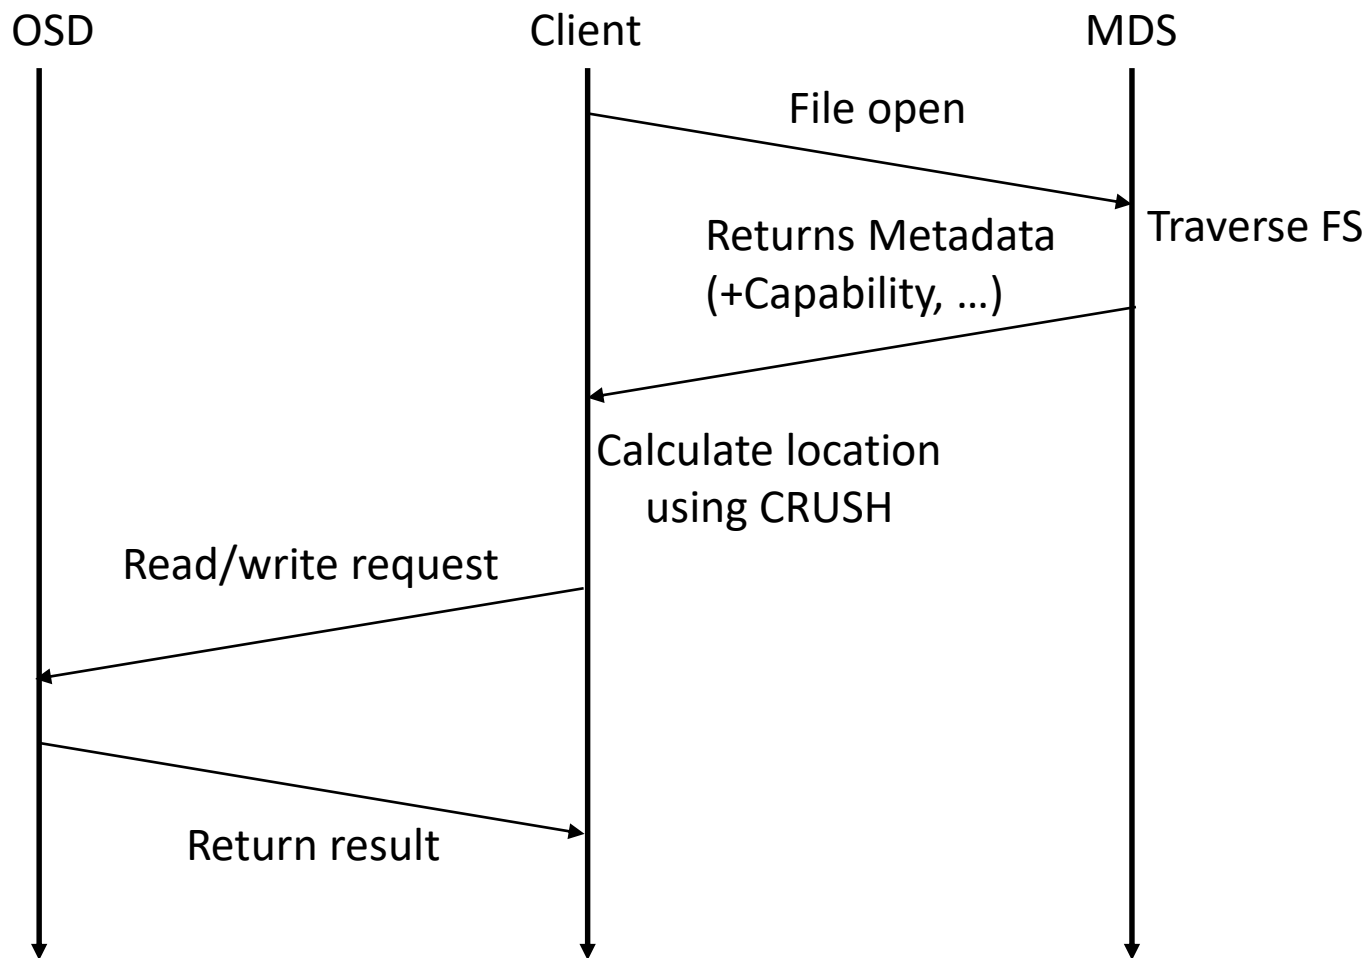 OSD
Client
MDS
File open
Traverse FS
Returns Metadata
(+Capability, ...)
Calculate location
using CRUSH
Read/write request
Return result